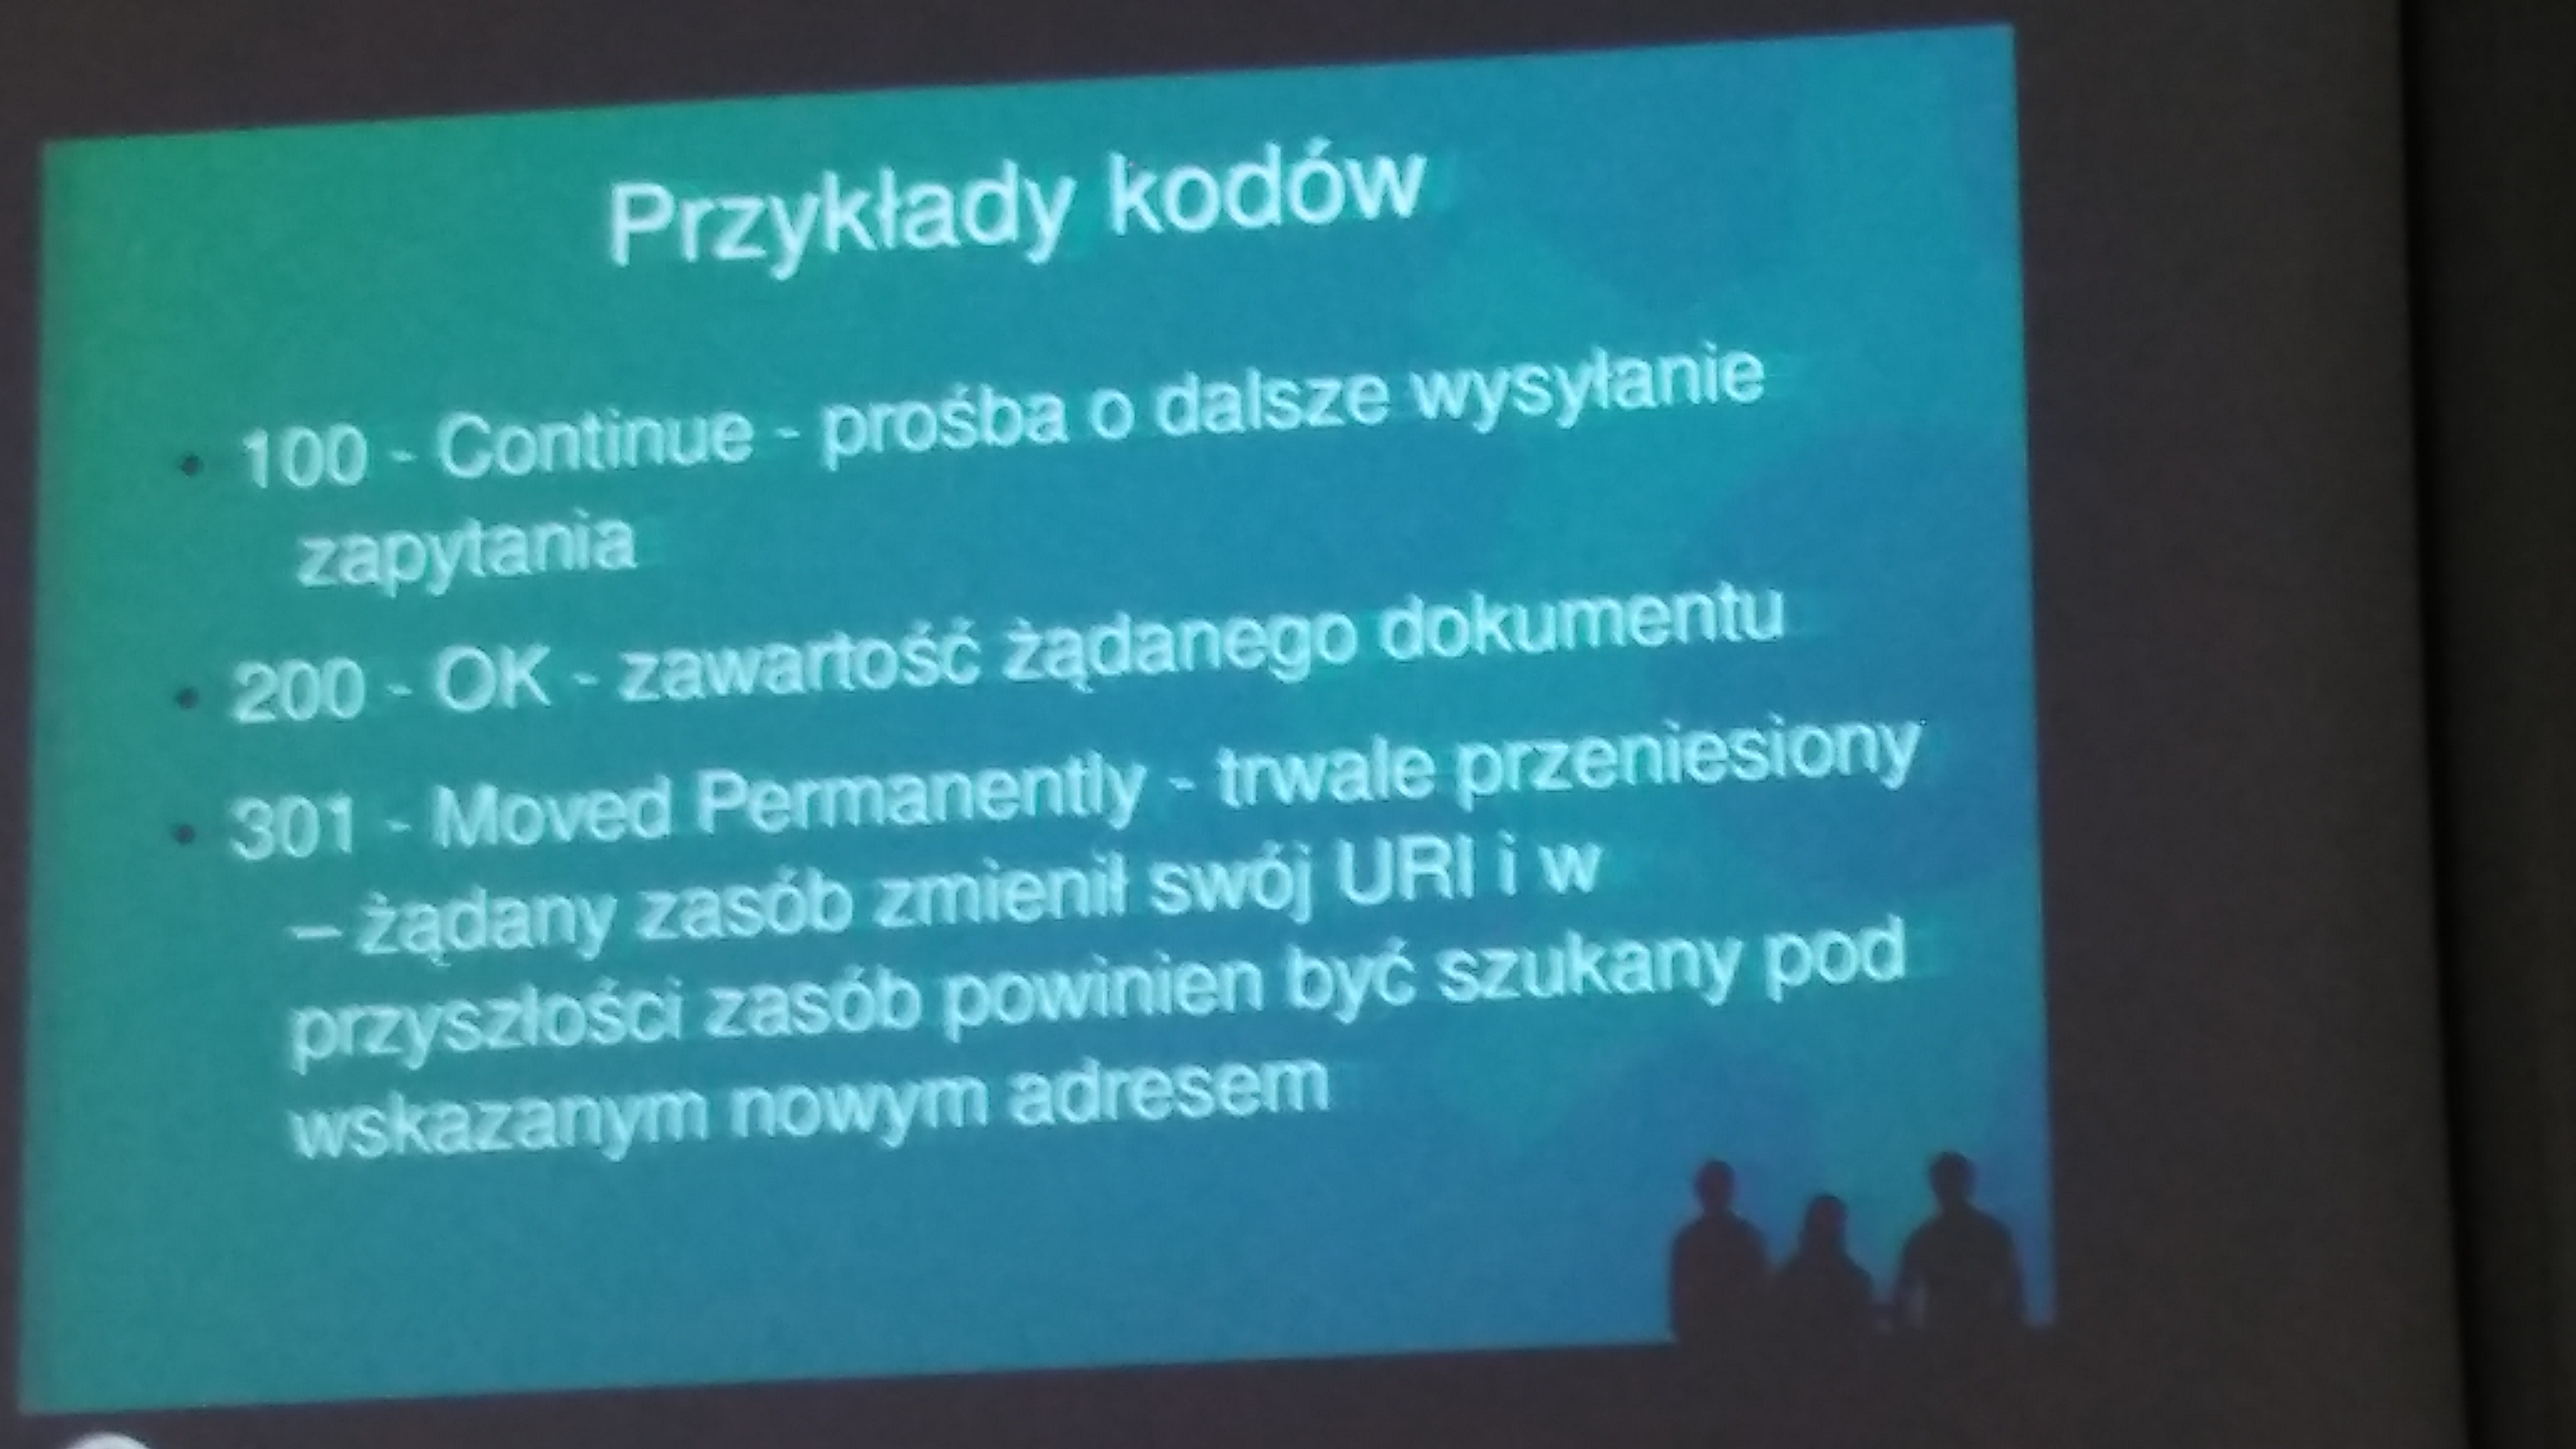 Przykłady kodów
• 100 - Continue - prośba o dalsze wysyłanie
zapytania
• 200 - OK - zawartość żądanego dokumentu
• 301 - Moved Permanently - trwale przeniesiony
– żądany zasób zmienił swój URI i w
przyszłości zasób powinien być szukany pod
wskazanym nowym adresem